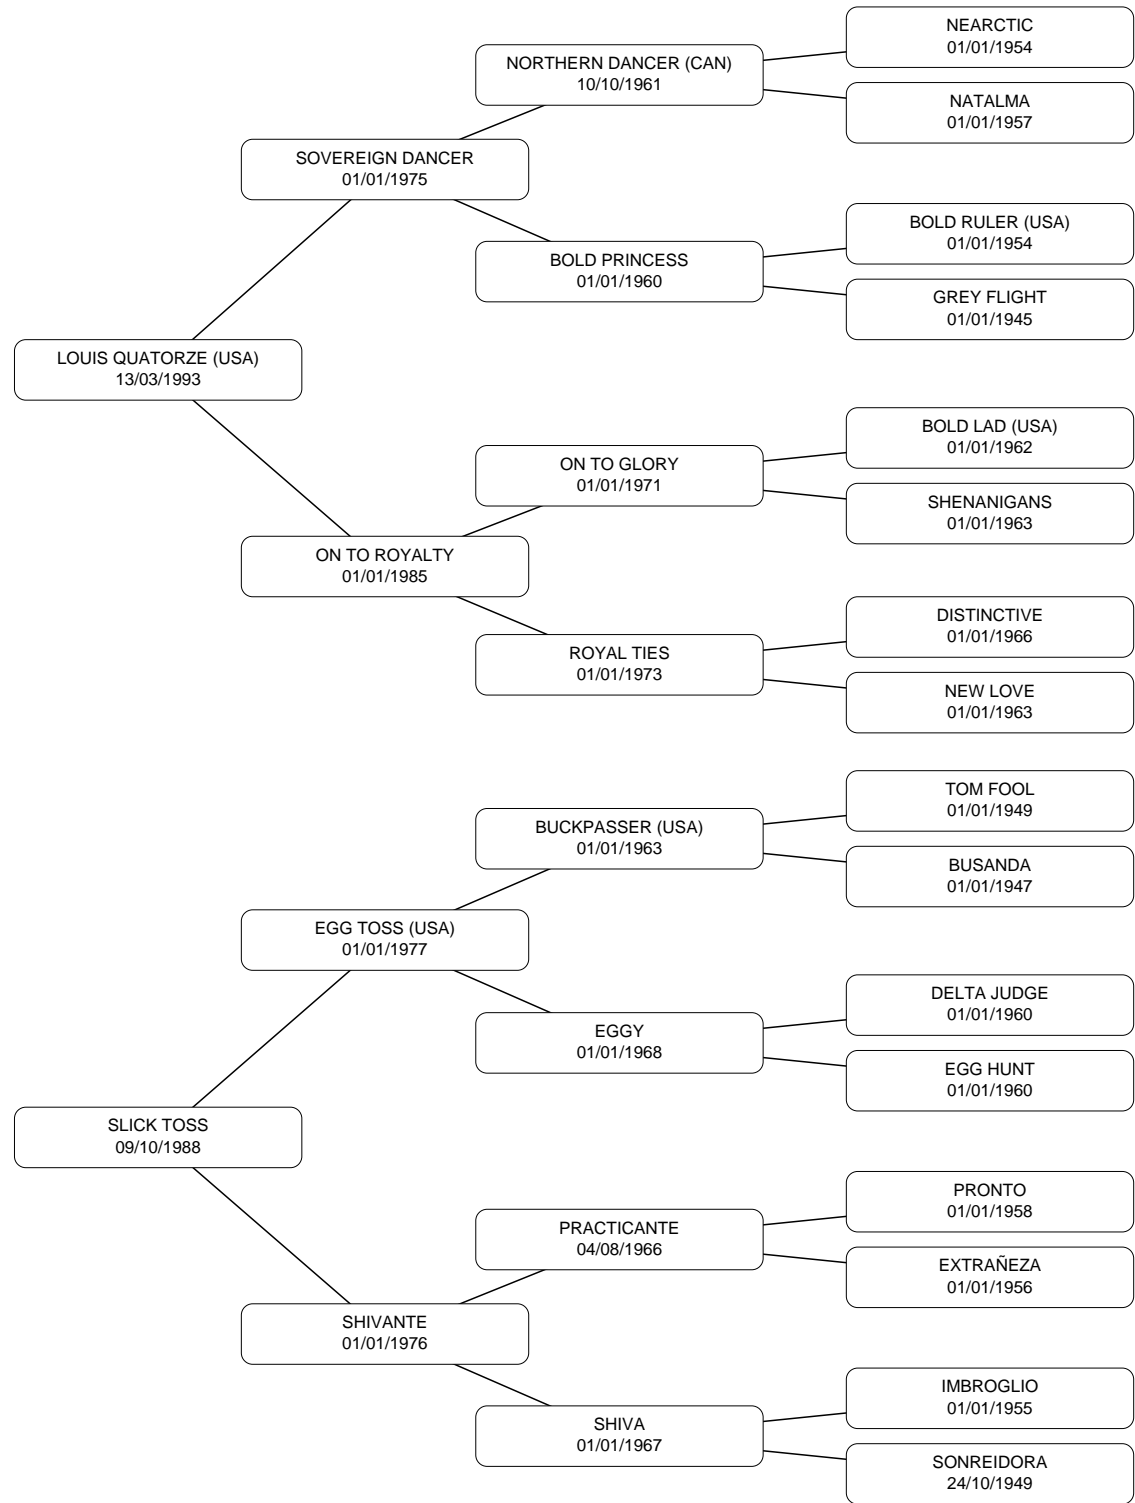 NEARCTIC
01/01/1954
NORTHERN DANCER (CAN)
10/10/1961
NATALMA
01/01/1957
SOVEREIGN DANCER
01/01/1975
BOLD RULER (USA)
01/01/1954
BOLD PRINCESS
01/01/1960
GREY FLIGHT
01/01/1945
LOUIS QUATORZE (USA)
13/03/1993
BOLD LAD (USA)
01/01/1962
ON TO GLORY
01/01/1971
SHENANIGANS
01/01/1963
ON TO ROYALTY
01/01/1985
DISTINCTIVE
01/01/1966
ROYAL TIES
01/01/1973
NEW LOVE
01/01/1963
TOM FOOL
01/01/1949
BUCKPASSER (USA)
01/01/1963
BUSANDA
01/01/1947
EGG TOSS (USA)
01/01/1977
DELTA JUDGE
01/01/1960
EGGY
01/01/1968
EGG HUNT
01/01/1960
SLICK TOSS
09/10/1988
PRONTO
01/01/1958
PRACTICANTE
04/08/1966
EXTRAÑEZA
01/01/1956
SHIVANTE
01/01/1976
IMBROGLIO
01/01/1955
SHIVA
01/01/1967
SONREIDORA
24/10/1949